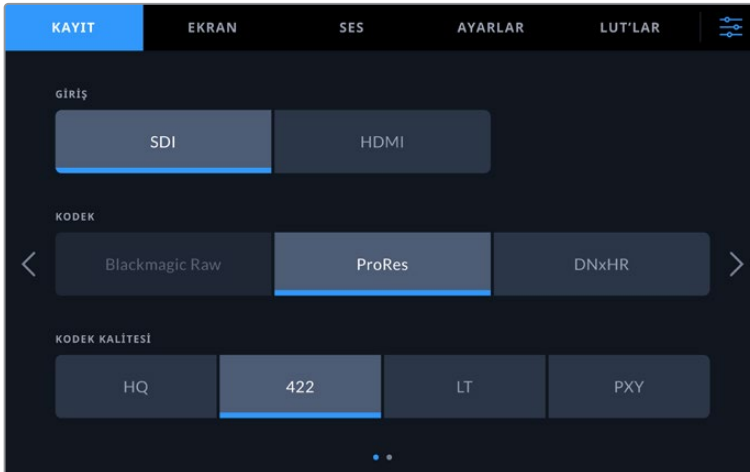 KAYIT EKRAN SES AYARLAR LUT'LAR
GİRİŞ
SDI HDMI
KODEK
Blackmagic Raw ProRes DNxHR
KODEK KALİTESİ
HQ 422 LT PXY